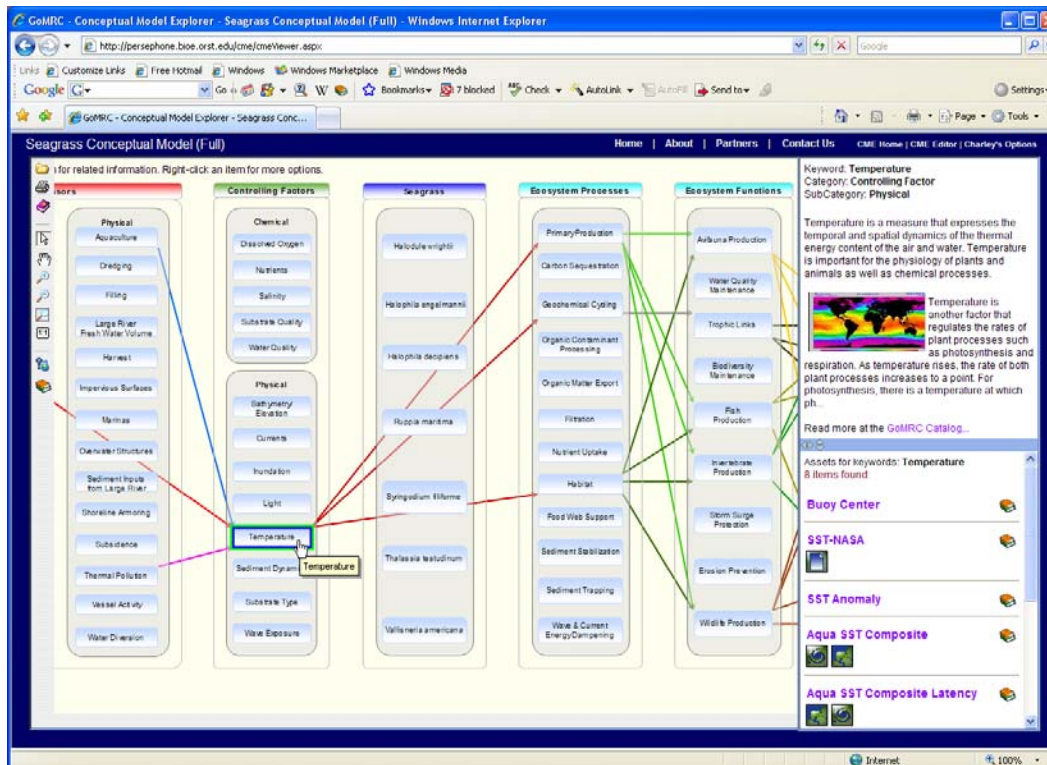 GoMRC - Conceptual Model Explorer - Seagrass Conceptual Model (Full) - Windows Internet Explorer
http://persephone.bioe.orst.edu/cme/cmeViewer.aspx
Google
Links Customize Links Free Hotmail Windows Windows Marketplace Windows Media
Google G Go Bookmarks 7 blocked Check AutoLink AutoFill Send to Settings
GoMRC - Conceptual Model Explorer - Seagrass Conc...
Page Tools
Seagrass Conceptual Model (Full)
Home | About | Partners | Contact Us CME Home | CME Editor | Charley's Options
for related information. Right-click an item for more options.
sors
Physical
Aquaculture
Dredging
Filling
Large River
Fresh Water Volume
Harvest
Impervious Surfaces
Marinas
Overwater Structures
Sediment Inputs
from Large River
Shoreline Armoring
Subsidence
Thermal Pollution
Vessel Activity
Water Diversion
Controlling Factors
Chemical
Dissolved Oxygen
Nutrients
Salinity
Substrate Quality
Water Quality
Physical
Bathymetry
Elevation
Currents
Inundation
Light
Temperature
Temperature
Sediment Dynam
Substrate Type
Wave Exposure
Seagrass
Halodule wrightii
Halophila engelmannii
Halophila decipiens
Ruppia maritima
Syringodium filiforme
Thalassia testudinum
Vallisneria americana
Ecosystem Processes
Primary Production
Carbon Sequestration
Geochemical Cycling
Organic Contaminant
Processing
Organic Matter Export
Filtration
Nutrient Uptake
Habitat
Food Web Support
Sediment Stabilization
Sediment Trapping
Wave & Current
Energy Dampening
Ecosystem Functions
Avifauna Production
Water Quality
Maintenance
Trophic Links
Biodiversity
Maintenance
Fish
Production
Invertebrate
Production
Storm Surge
Protection
Erosion Prevention
Wildlife Production
Keyword: Temperature
Category: Controlling Factor
SubCategory: Physical
Temperature is a measure that expresses the
temporal and spatial dynamics of the thermal
energy content of the air and water. Temperature
is important for the physiology of plants and
animals as well as chemical processes.
Temperature is
another factor that
regulates the rates of
plant processes such
as photosynthesis and
respiration. As temperature rises, the rate of both
plant processes increases to a point. For
photosynthesis, there is a temperature at which
ph...
Read more at the GoMRC Catalog...
Assets for keywords: Temperature
8 items found:
Buoy Center
SST-NASA
SST Anomaly
Aqua SST Composite
Aqua SST Composite Latency
Internet 100%